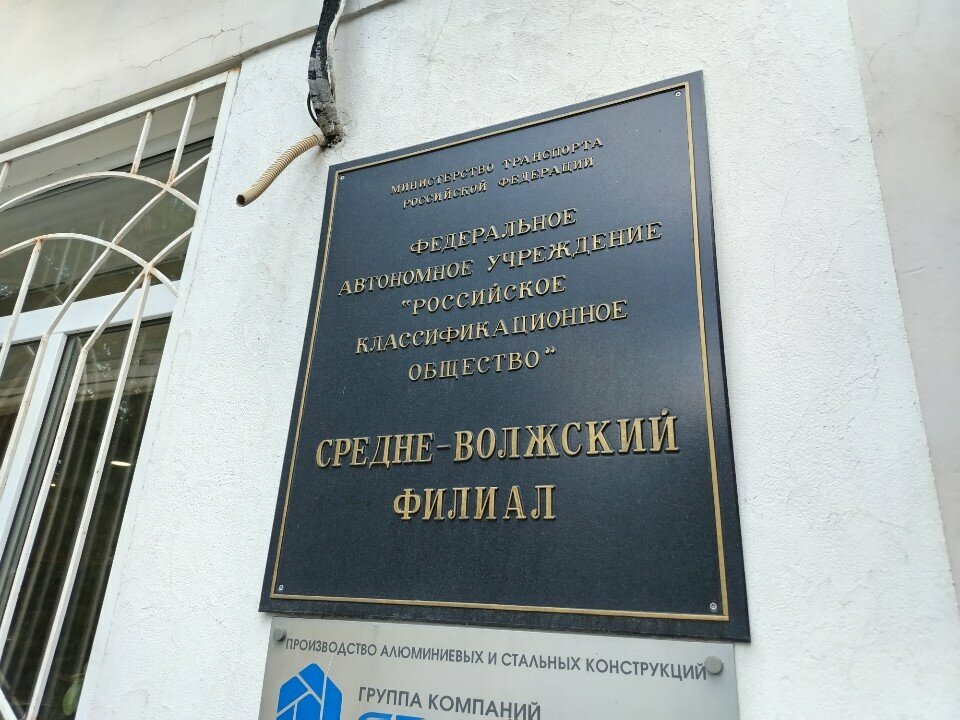 МИНИСТЕРСТВО ТРАНСПОРТА
РОССИЙСКОЙ ФЕДЕРАЦИИ
ФЕДЕРАЛЬНОЕ
АВТОНОМНОЕ УЧРЕЖДЕНИЕ
"РОССИЙСКОЕ
КЛАССИФИКАЦИОННОЕ
ОБЩЕСТВО"
СРЕДНЕ-ВОЛЖСКИЙ
ФИЛИАЛ
ПРОИЗВОДСТВО АЛЮМИНИЕВЫХ И СТАЛЬНЫХ КОНСТРУКЦИЙ
ГРУППА КОМПАНИЙ